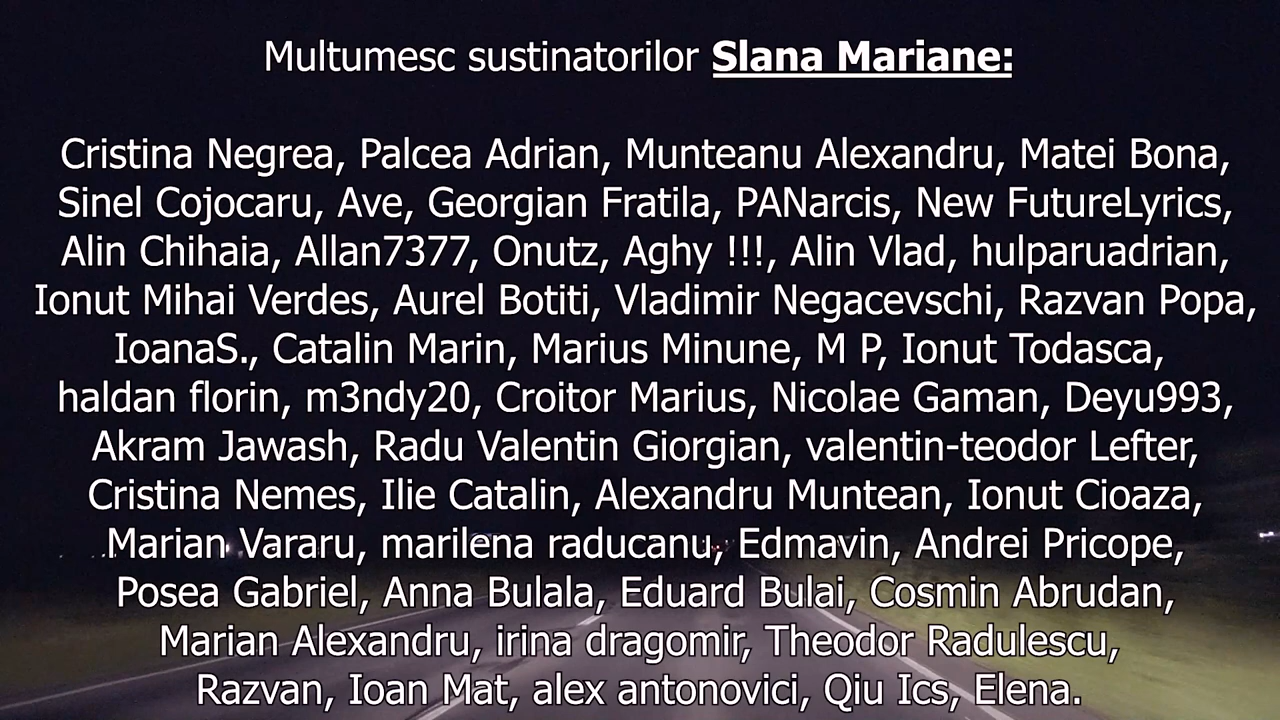 Multumesc sustinatorilor Slana Mariane:
Cristina Negrea, Palcea Adrian, Munteanu Alexandru, Matei Bona,
Sinel Cojocaru, Ave, Georgian Fratila, PANarcis, New FutureLyrics,
Alin Chihaia, Allan7377, Onutz, Aghy !!!, Alin Vlad, hulparuadrian,
Ionut Mihai Verdes, Aurel Botiti, Vladimir Negacevschi, Razvan Popa,
IoanaS., Catalin Marin, Marius Minune, M P, Ionut Todasca,
haldan florin, m3ndy20, Croitor Marius, Nicolae Gaman, Deyu993,
Akram Jawash, Radu Valentin Giorgian, valentin-teodor Lefter,
Cristina Nemes, Ilie Catalin, Alexandru Muntean, Ionut Cioaza,
Marian Vararu, marilena raducanu, Edmavin, Andrei Pricope,
Posea Gabriel, Anna Bulala, Eduard Bulai, Cosmin Abrudan,
Marian Alexandru, irina dragomir, Theodor Radulescu,
Razvan, Ioan Mat, alex antonovici, Qiu Ics, Elena.